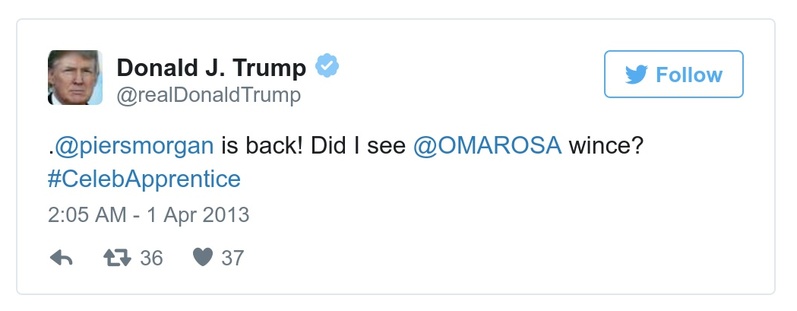 Donald J. Trump
@realDonaldTrump
Follow
.@piersmorgan is back! Did I see @OMAROSA wince?
#CelebApprentice
2:05 AM - 1 Apr 2013
36 37